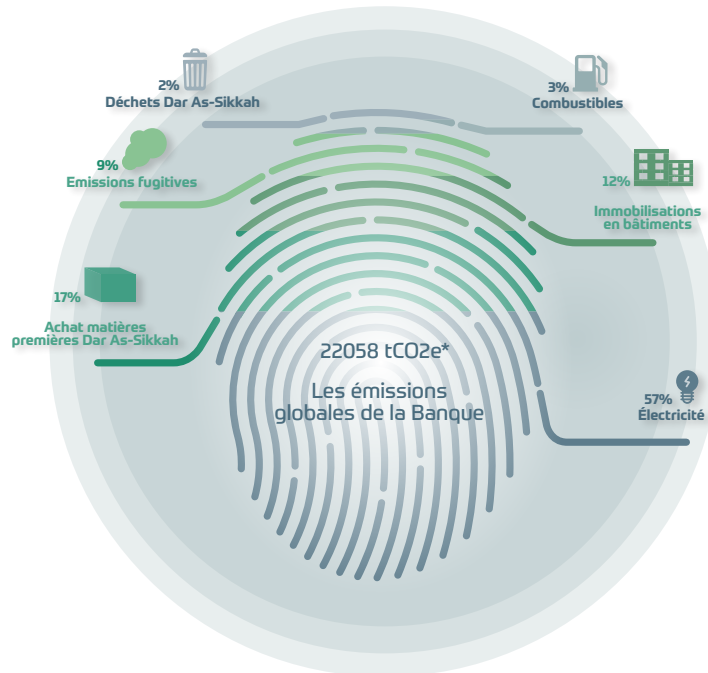 2%
Déchets Dar As-Sikkah
3%
Combustibles
9%
Emissions fugitives
12%
Immobilisations
en bâtiments
17%
Achat matières
premières Dar As-Sikkah
22058 tCO2e*
Les émissions
globales de la Banque
57%
Électricité